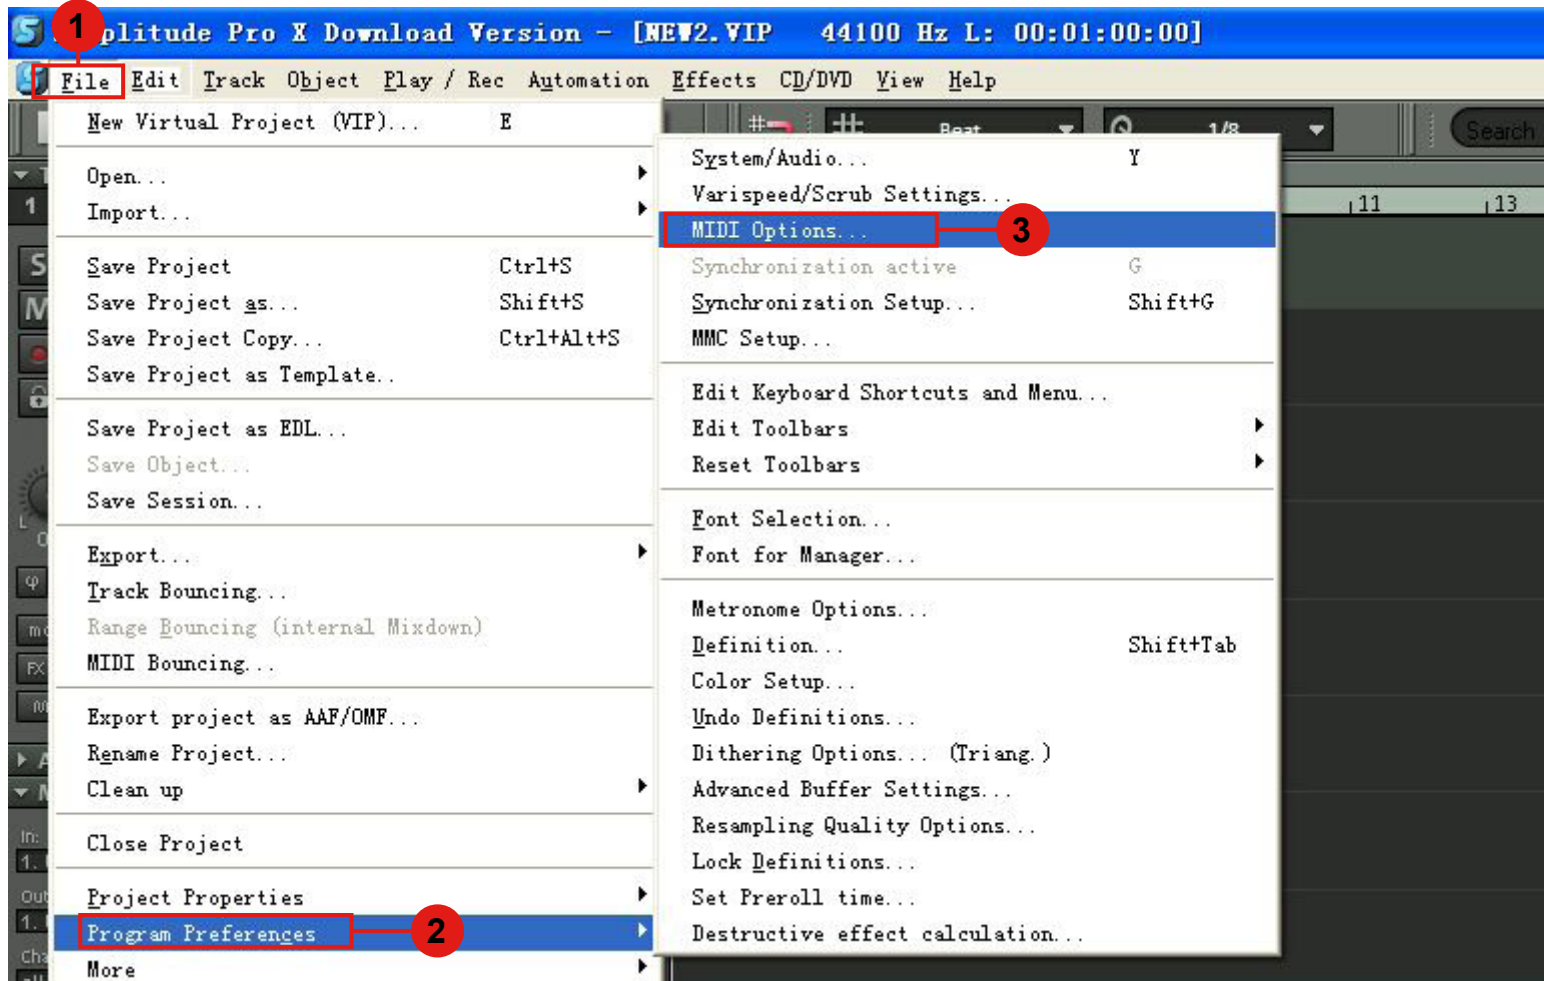 1
plitude Pro X Download Version - [NEW2.VIP 44100 Hz L: 00:01:00:00]
File Edit Track Object Play / Rec Automation Effects CD/DVD View Help
New Virtual Project (VIP)... E
Open...
Import...
Save Project Ctrl+S
Save Project as... Shift+S
Save Project Copy... Ctrl+Alt+S
Save Project as Template..
Save Project as EDL...
Save Object...
Save Session...
Export...
Track Bouncing...
Range Bouncing (internal Mixdown)
MIDI Bouncing...
Export project as AAF/OMF...
Rename Project...
Clean up
Close Project
Project Properties
Program Preferences 2
More
Beat 1/8 Search
System/Audio... Y
Varispeed/Scrub Settings...
MIDI Options... 3
Synchronization active G
Synchronization Setup... Shift+G
MMC Setup...
Edit Keyboard Shortcuts and Menu...
Edit Toolbars
Reset Toolbars
Font Selection...
Font for Manager...
Metronome Options...
Definition... Shift+Tab
Color Setup...
Undo Definitions...
Dithering Options... (Triang.)
Advanced Buffer Settings...
Resampling Quality Options...
Lock Definitions...
Set Preroll time...
Destructive effect calculation...
11 13
1
S
M
L
φ
FX
In:
1.
1.